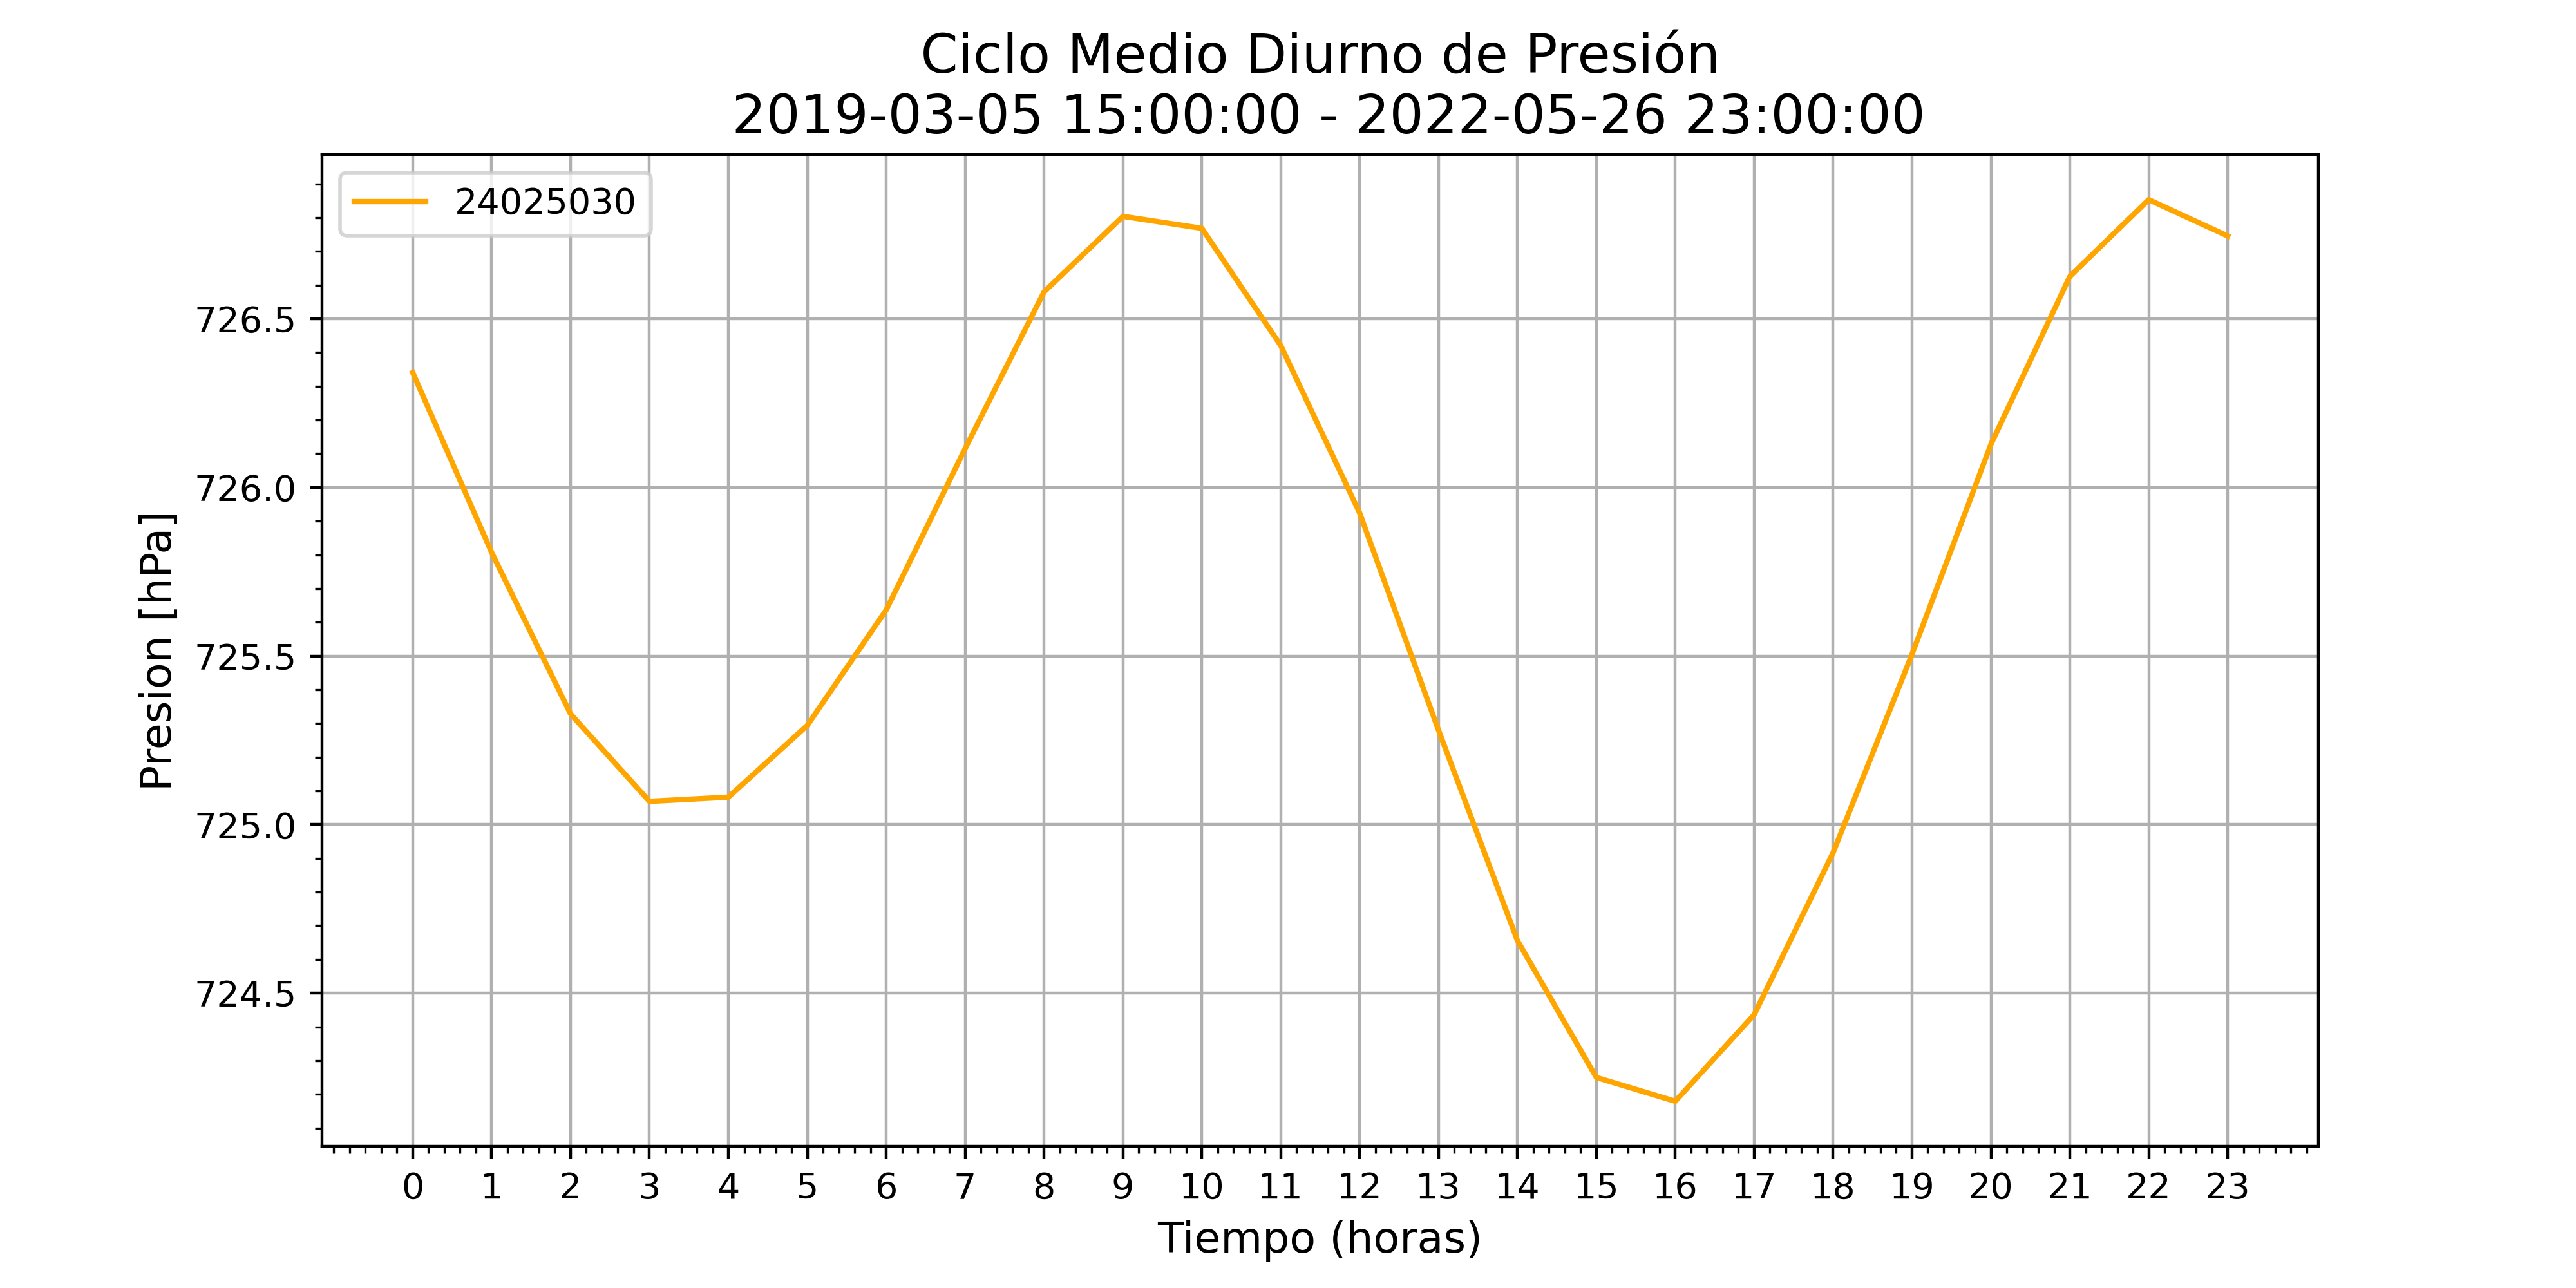 Ciclo Medio Diurno de Presión
2019-03-05 15:00:00 - 2022-05-26 23:00:00
24025030
726.5
726.0
725.5
725.0
724.5
Presion [hPa]
0 1 2 3 4 5 6 7 8 9 10 11 12 13 14 15 16 17 18 19 20 21 22 23
Tiempo (horas)